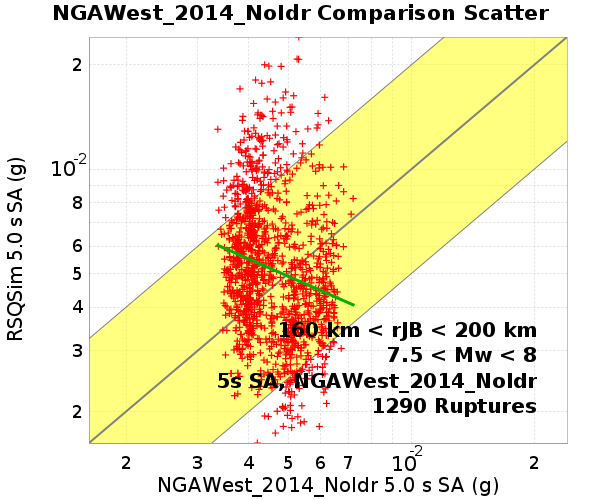 NGAWest_2014_NoIdr Comparison Scatter
RSQSim 5.0 s SA (g)
2
10^-2
8
6
5
4
3
2
160 km < rJB < 200 km
7.5 < Mw < 8
5s SA, NGAWest_2014_NoIdr
1290 Ruptures
2 3 4 5 6 7 10^-2 2
NGAWest_2014_NoIdr 5.0 s SA (g)